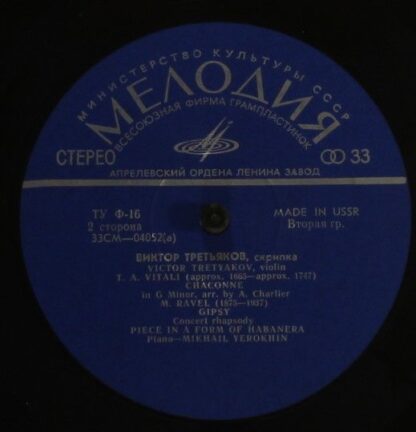 МИНИСТЕРСТВО КУЛЬТУРЫ СССР
МЕЛОДИЯ
ВСЕСОЮЗНАЯ ФИРМА ГРАМПЛАСТИНОК
СТЕРЕО 33
АПРЕЛЕВСКИЙ ОРДЕНА ЛЕНИНА ЗАВОД
ТУ Ф-16 MADE IN USSR
2 сторона Вторая гр.
33СМ—04052(а)
ВИКТОР ТРЕТЬЯКОВ, скрипка
VICTOR TRETYAKOV, violin
T. A. VITALI (approx. 1665—approx. 1747)
CHACONNE
in G Minor, arr. by A. Charlier
M. RAVEL (1875—1937)
GIPSY
Concert rhapsody
PIECE IN A FORM OF HABANERA
Piano—MIKHAIL YEROKHIN